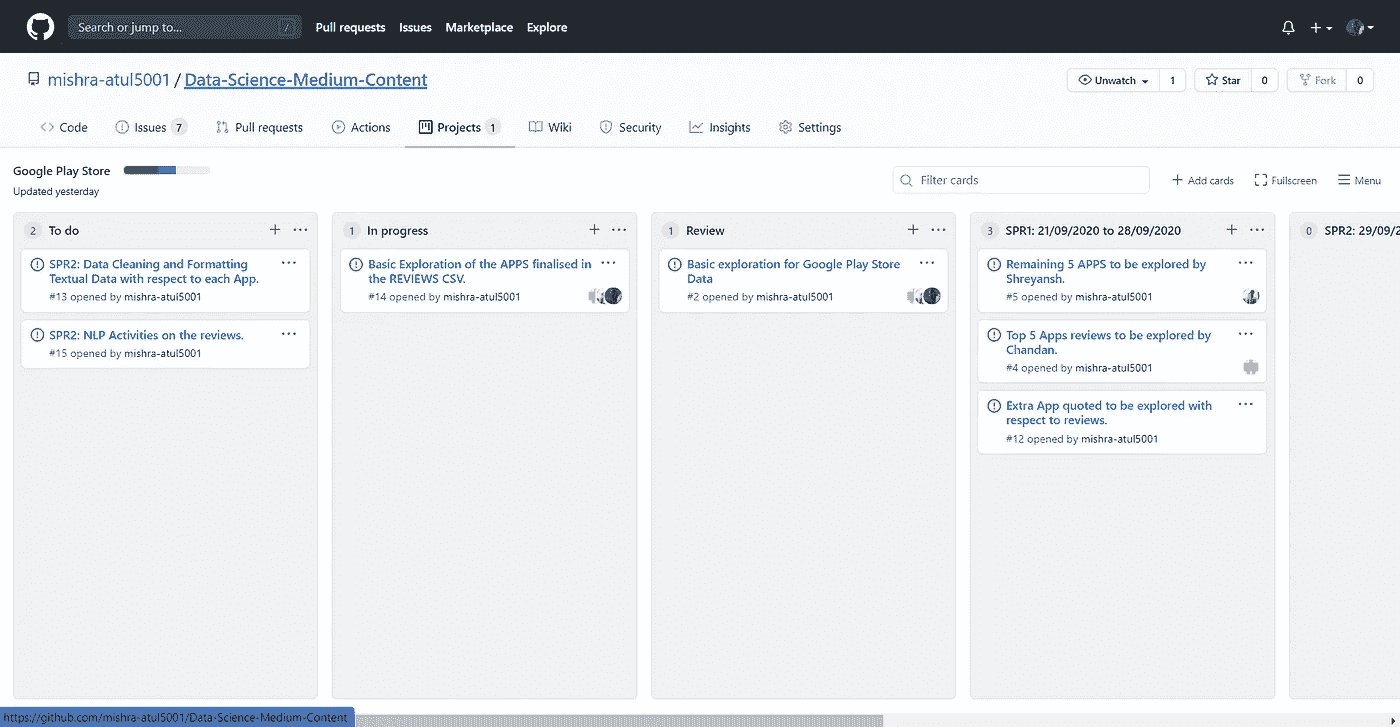 Search or jump to... /
Pull requests Issues Marketplace Explore
mishra-atul5001 / Data-Science-Medium-Content
Unwatch 1 Star 0 Fork 0
Code Issues 7 Pull requests Actions Projects 1 Wiki Security Insights Settings
Google Play Store
Updated yesterday
Filter cards
Add cards Fullscreen Menu
2 To do
SPR2: Data Cleaning and Formatting
Textual Data with respect to each App.
#13 opened by mishra-atul5001
SPR2: NLP Activities on the reviews.
#15 opened by mishra-atul5001
1 In progress
Basic Exploration of the APPS finalised in
the REVIEWS CSV.
#14 opened by mishra-atul5001
1 Review
Basic exploration for Google Play Store
Data
#2 opened by mishra-atul5001
3 SPR1: 21/09/2020 to 28/09/2020
Remaining 5 APPS to be explored by
Shreyansh.
#5 opened by mishra-atul5001
Top 5 Apps reviews to be explored by
Chandan.
#4 opened by mishra-atul5001
Extra App quoted to be explored with
respect to reviews.
#12 opened by mishra-atul5001
0 SPR2: 29/09/2
https://github.com/mishra-atul5001/Data-Science-Medium-Content